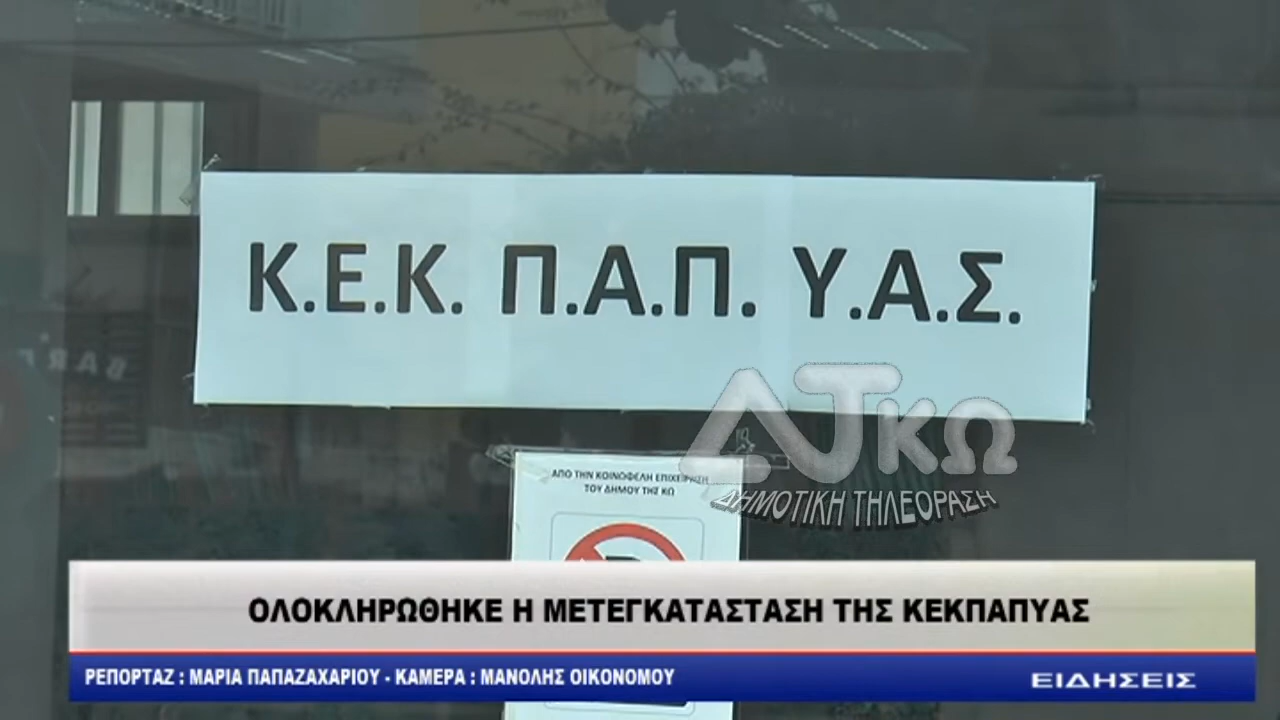 Κ.Ε.Κ. Π.Α.Π. Υ.Α.Σ.
ΔΤΚΩ
ΔΗΜΟΤΙΚΗ ΤΗΛΕΟΡΑΣΗ
ΑΠΟ ΤΗΝ ΚΟΙΝΟΦΕΛΗ ΕΠΙΧΕΙΡΗΣΗ
ΤΟΥ ΔΗΜΟΥ ΤΗΣ ΚΩ
ΟΛΟΚΛΗΡΩΘΗΚΕ Η ΜΕΤΕΓΚΑΤΑΣΤΑΣΗ ΤΗΣ ΚΕΚΠΑΠΥΑΣ
ΡΕΠΟΡΤΑΖ : ΜΑΡΙΑ ΠΑΠΑΖΑΧΑΡΙΟΥ - ΚΑΜΕΡΑ : ΜΑΝΟΛΗΣ ΟΙΚΟΝΟΜΟΥ
ΕΙΔΗΣΕΙΣ